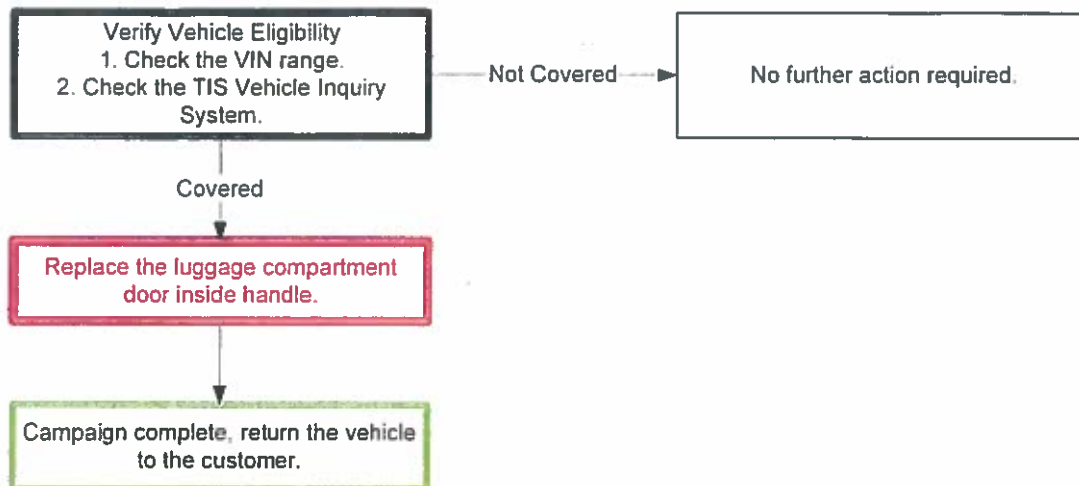 Verify Vehicle Eligibility
1. Check the VIN range.
2. Check the TIS Vehicle Inquiry
System.
Not Covered
No further action required.
Covered
Replace the luggage compartment
door inside handle.
Campaign complete, return the vehicle
to the customer.